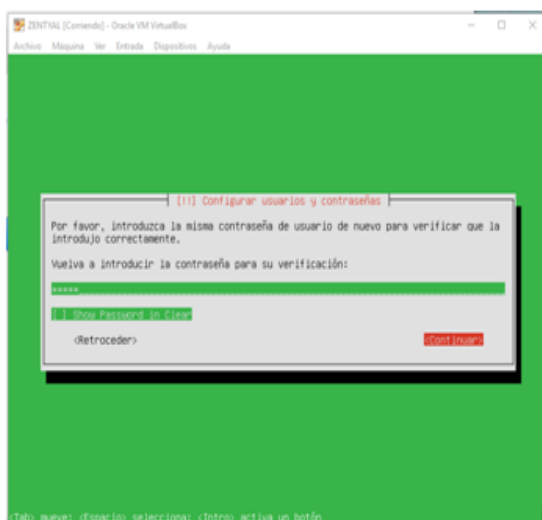 ZENTYAL [Corriendo] - Oracle VM VirtualBox
Archivo Máquina Ver Entrada Dispositivos Ayuda
[!!] Configurar usuarios y contraseñas
Por favor, introduzca la misma contraseña de usuario de nuevo para verificar que la
introdujo correctamente.
Vuelva a introducir la contraseña para su verificación:
*****
[ ] Show Password in Clear
<Retroceder> <Continuar>
<Tab> mueve; <Espacio> selecciona; <Intro> activa un botón